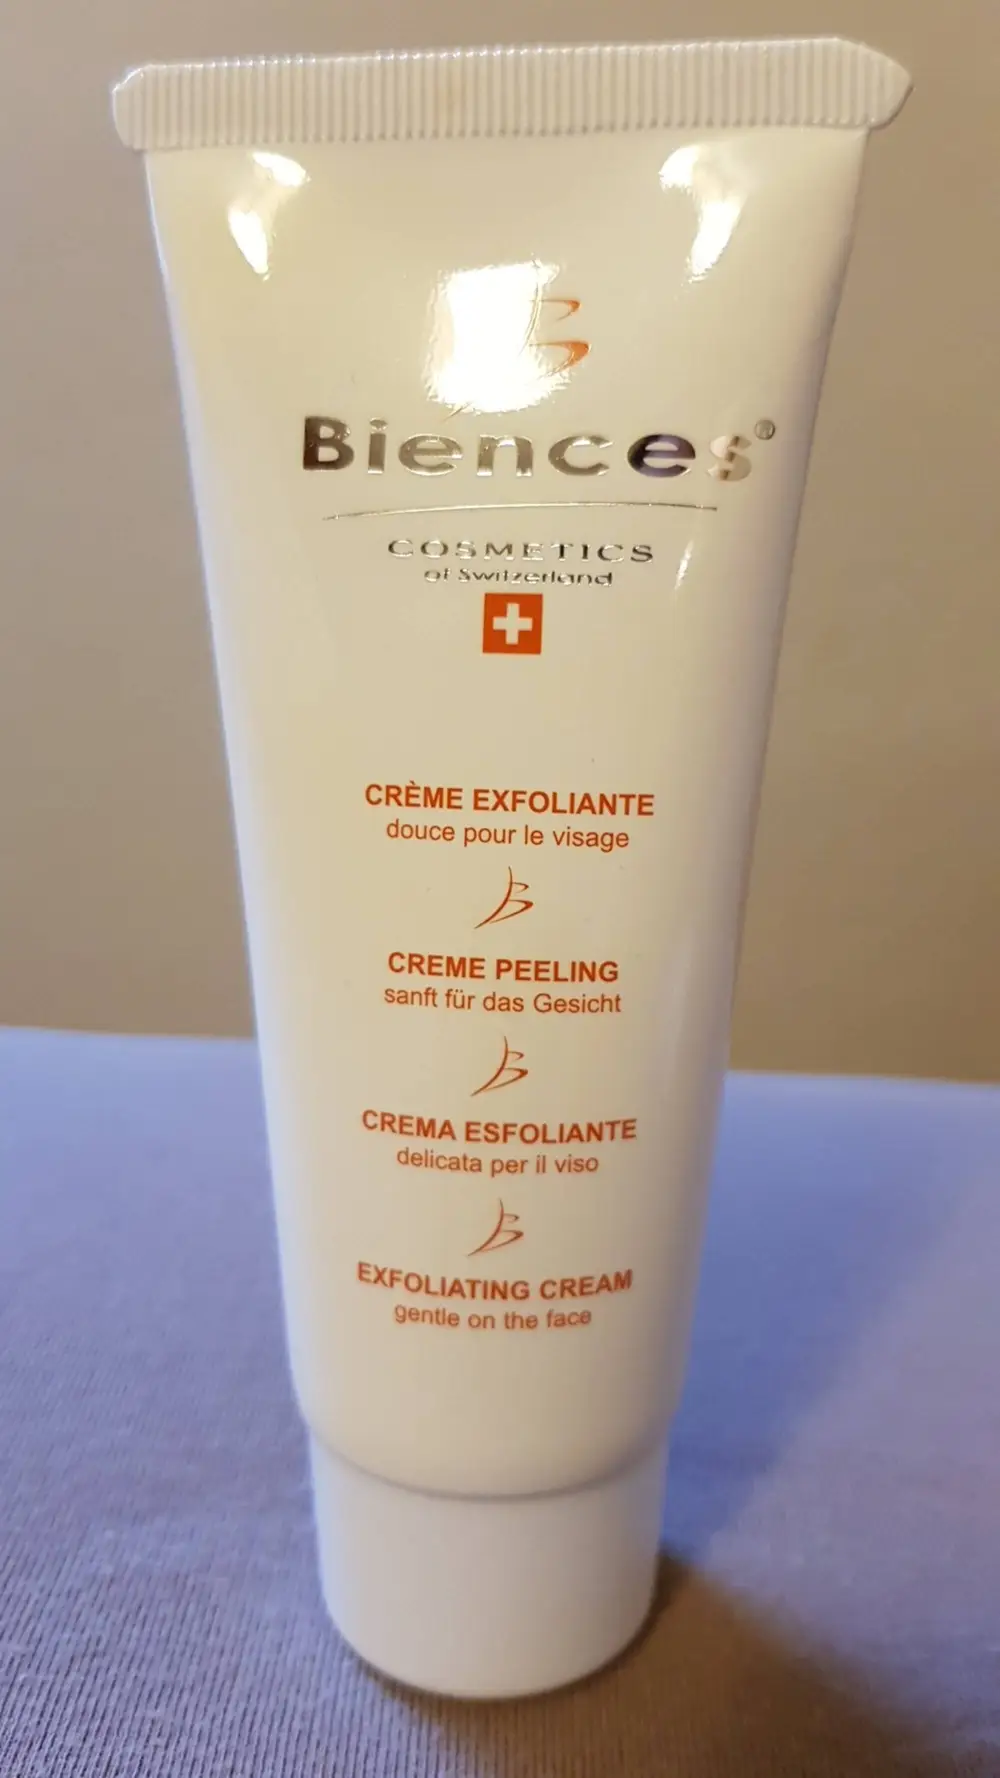 Biences®
COSMETICS
of Switzerland
CRÈME EXFOLIANTE
douce pour le visage
CREME PEELING
sanft für das Gesicht
CREMA ESFOLIANTE
delicata per il viso
EXFOLIATING CREAM
gentle on the face